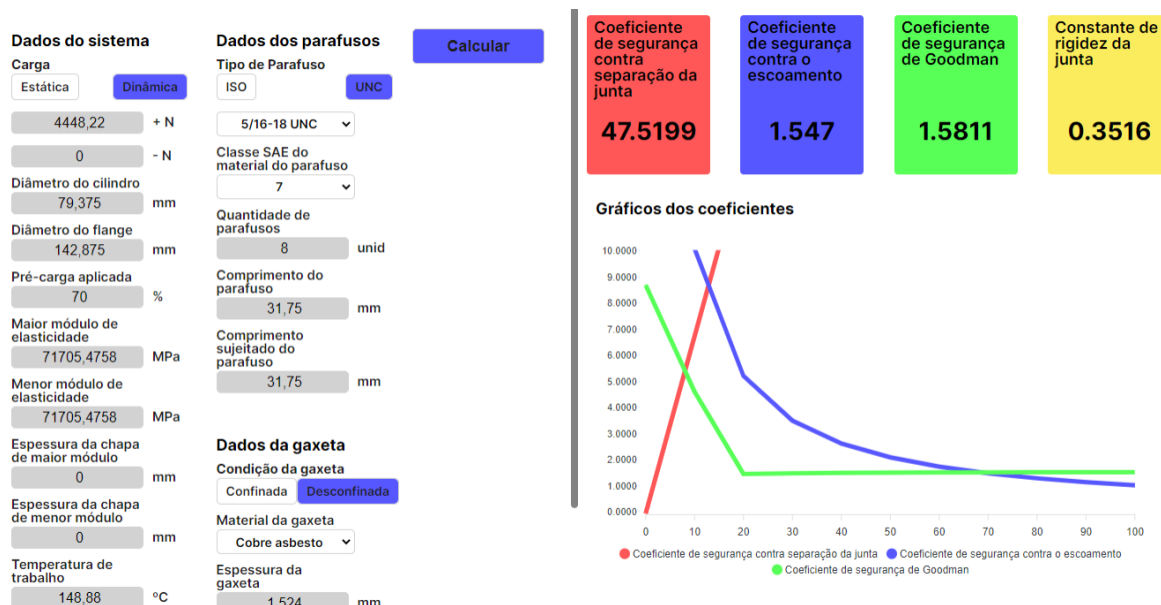 Dados do sistema
Carga
Estática
Dinâmica
4448,22 + N
0 - N
Diâmetro do cilindro
79,375 mm
Diâmetro do flange
142,875 mm
Pré-carga aplicada
70 %
Maior módulo de
elasticidade
71705,4758 MPa
Menor módulo de
elasticidade
71705,4758 MPa
Espessura da chapa
de maior módulo
0 mm
Espessura da chapa
de menor módulo
0 mm
Temperatura de
trabalho
148,88 ºC
Dados dos parafusos
Tipo de Parafuso
ISO
UNC
5/16-18 UNC
Classe SAE do
material do parafuso
7
Quantidade de
parafusos
8 unid
Comprimento do
parafuso
31,75 mm
Comprimento
sujeitado do
parafuso
31,75 mm
Dados da gaxeta
Condição da gaxeta
Confinada
Desconfinada
Material da gaxeta
Cobre asbesto
Espessura da
gaxeta
1,524 mm
Calcular
Coeficiente
de segurança
contra
separação da
junta
47.5199
Coeficiente
de segurança
contra o
escoamento
1.547
Coeficiente
de segurança
de Goodman
1.5811
Constante de
rigidez da
junta
0.3516
Gráficos dos coeficientes
10.0000
9.0000
8.0000
7.0000
6.0000
5.0000
4.0000
3.0000
2.0000
1.0000
0.0000
0 10 20 30 40 50 60 70 80 90 100
Coeficiente de segurança contra separação da junta
Coeficiente de segurança contra o escoamento
Coeficiente de segurança de Goodman